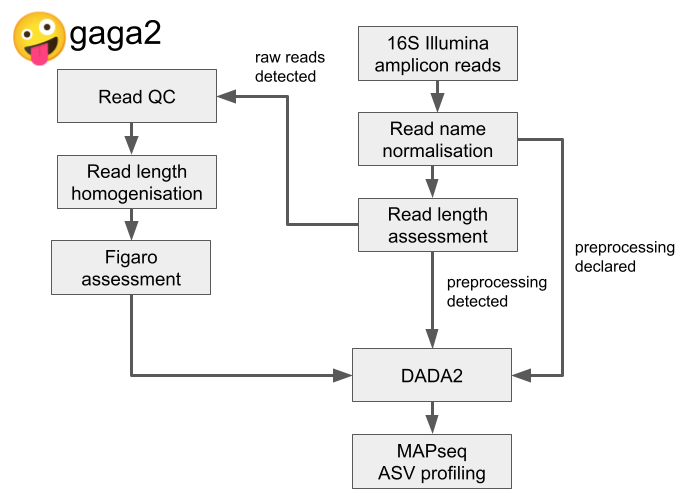 gaga2
16S Illumina
amplicon reads
Read name
normalisation
Read length
assessment
raw reads
detected
Read QC
Read length
homogenisation
Figaro
assessment
preprocessing
detected
preprocessing
declared
DADA2
MAPseq
ASV profiling